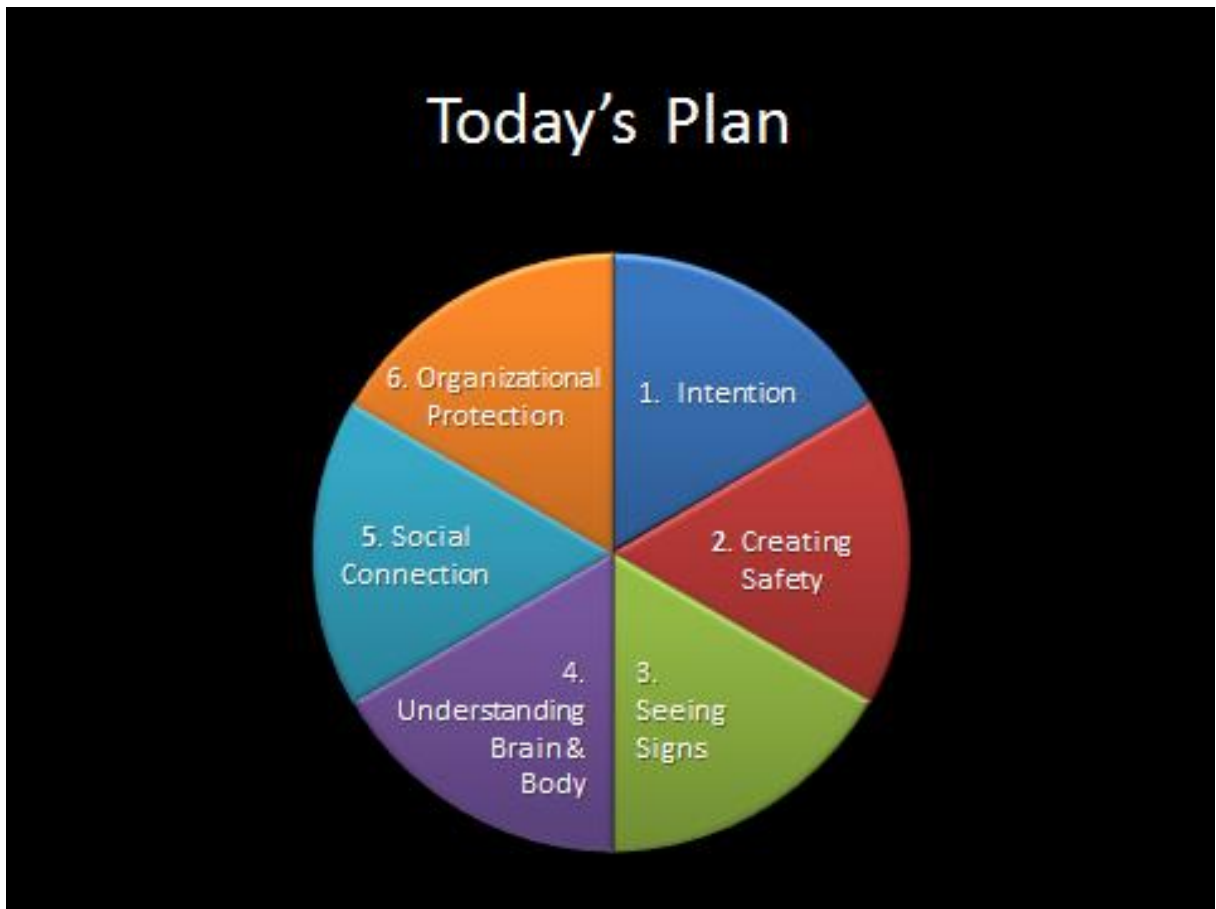 Today's Plan
1. Intention
2. Creating
Safety
3.
Seeing
Signs
4.
Understanding
Brain &
Body
5. Social
Connection
6. Organizational
Protection